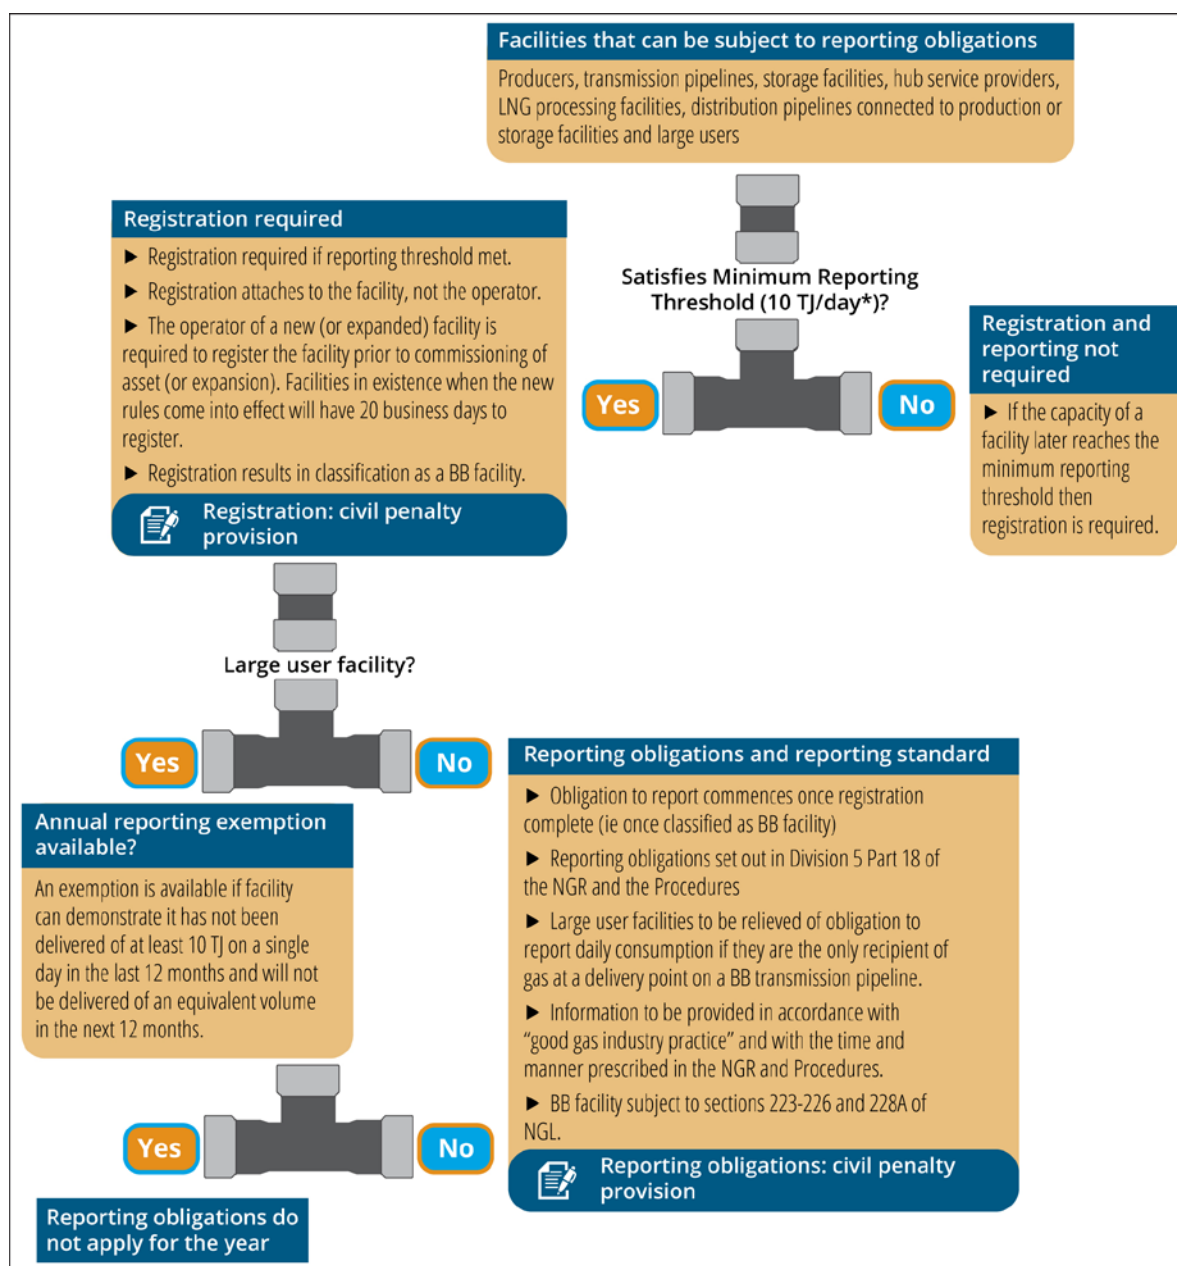 Facilities that can be subject to reporting obligations
Producers, transmission pipelines, storage facilities, hub service providers,
LNG processing facilities, distribution pipelines connected to production or
storage facilities and large users
Satisfies Minimum Reporting
Threshold (10 TJ/day*)?
Yes
No
Registration and
reporting not
required
► If the capacity of a
facility later reaches the
minimum reporting
threshold then
registration is required.
Registration required
► Registration required if reporting threshold met.
► Registration attaches to the facility, not the operator.
► The operator of a new (or expanded) facility is
required to register the facility prior to commissioning of
asset (or expansion). Facilities in existence when the new
rules come into effect will have 20 business days to
register.
► Registration results in classification as a BB facility.
Registration: civil penalty
provision
Large user facility?
Yes
No
Annual reporting exemption
available?
An exemption is available if facility
can demonstrate it has not been
delivered of at least 10 TJ on a single
day in the last 12 months and will not
be delivered of an equivalent volume
in the next 12 months.
Yes
No
Reporting obligations do
not apply for the year
Reporting obligations and reporting standard
► Obligation to report commences once registration
complete (ie once classified as BB facility)
► Reporting obligations set out in Division 5 Part 18 of
the NGR and the Procedures
► Large user facilities to be relieved of obligation to
report daily consumption if they are the only recipient of
gas at a delivery point on a BB transmission pipeline.
► Information to be provided in accordance with
“good gas industry practice” and with the time and
manner prescribed in the NGR and Procedures.
► BB facility subject to sections 223-226 and 228A of
NGL.
Reporting obligations: civil penalty
provision